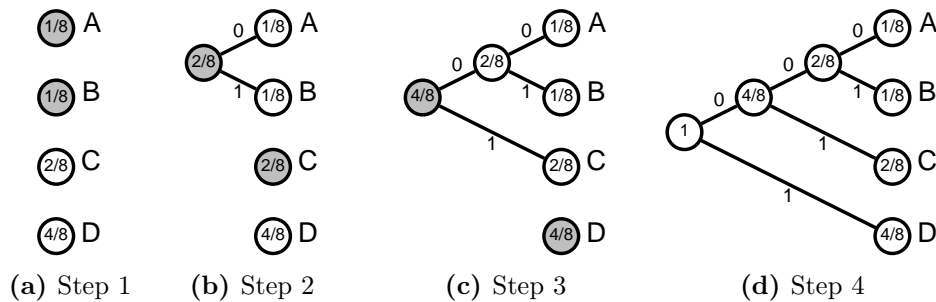 1/8 A 0 1/8 A 0 1/8 A 0 1/8 A
2/8 0 2/8 0 2/8
1/8 B 1 1/8 B 4/8 1 1/8 B 0 4/8 1 1/8 B
1
2/8 C 2/8 C 1 2/8 C 1 2/8 C
1
4/8 D 4/8 D 4/8 D 4/8 D
(a) Step 1 (b) Step 2 (c) Step 3 (d) Step 4